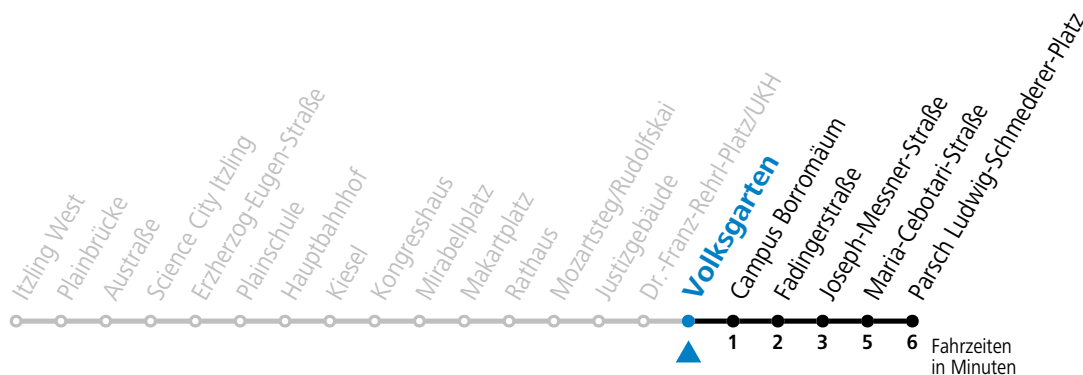 Itzling West
Plainbrücke
Austraße
Science City Itzling
Erzherzog-Eugen-Straße
Plainschule
Hauptbahnhof
Kiesel
Kongresshaus
Mirabellplatz
Makartplatz
Rathaus
Mozartsteg/Rudolfskai
Justizgebäude
Dr.-Franz-Rehrl-Platz/UKH
Volksgarten
Campus Borromäum
Fadingerstraße
Joseph-Messner-Straße
Maria-Cebotari-Straße
Parsch Ludwig-Schmederer-Platz
1 2 3 5 6
Fahrzeiten
in Minuten